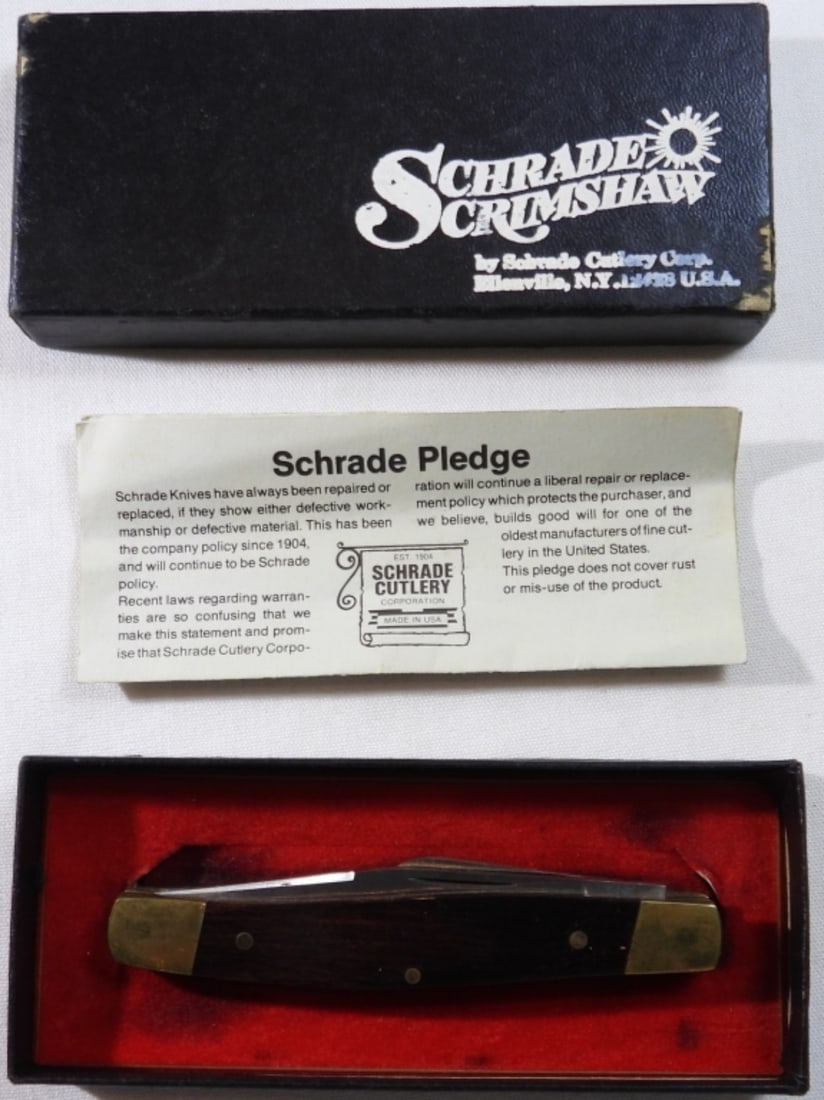 SCHRADE
SCRIMSHAW
by Schrade Cutlery Corp.
Ellenville, N.Y. 12428 U.S.A.
Schrade Pledge
Schrade Knives have always been repaired or
replaced, if they show either defective work-
manship or defective material. This has been
the company policy since 1904,
and will continue to be Schrade
policy.
Recent laws regarding warran-
ties are so confusing that we
make this statement and prom-
ise that Schrade Cutlery Corpo-
ration will continue a liberal repair or replace-
ment policy which protects the purchaser, and
we believe, builds good will for one of the
oldest manufacturers of fine cut-
lery in the United States.
This pledge does not cover rust
or mis-use of the product.
EST. 1904
SCHRADE
CUTLERY
CORPORATION
MADE IN USA